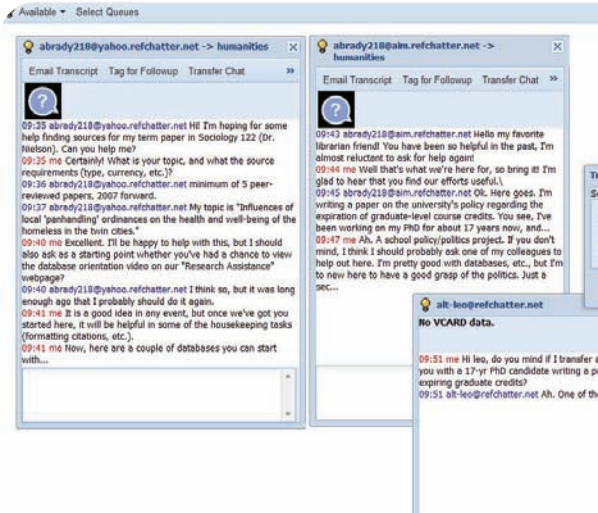 Available Select Queues
abrady218@yahoo.refchatter.net -> humanities
Email Transcript Tag for Followup Transfer Chat »
09:35 abrady218@yahoo.refchatter.net Hi! I'm hoping for some
help finding sources for my term paper in Sociology 122 (Dr.
Nielson). Can you help me?
09:35 me Certainly! What is your topic, and what the source
requirements (type, currency, etc.)?
09:36 abrady218@yahoo.refchatter.net minimum of 5 peer-
reviewed papers, 2007 forward.
09:37 abrady218@yahoo.refchatter.net My topic is "Influences of
local 'panhandling' ordinances on the health and well-being of the
homeless in the twin cities."
09:40 me Excellent. I'll be happy to help with this, but I should
also ask as a starting point whether you've had a chance to view
the database orientation video on our "Research Assistance"
webpage?
09:40 abrady218@yahoo.refchatter.net I think so, but it was long
enough ago that I probably should do it again.
09:41 me It is a good idea in any event, but once we've got you
started here, it will be helpful in some of the housekeeping tasks
(formatting citations, etc.).
09:41 me Now, here are a couple of databases you can start
with...
abrady218@aim.refchatter.net ->
humanities
Email Transcript Tag for Followup Transfer Chat »
09:43 abrady218@aim.refchatter.net Hello my favorite
librarian friend! You have been so helpful in the past, I'm
almost reluctant to ask for help again!
09:44 me Well that's what we're here for, so bring it! I'm
glad to hear that you find our efforts useful.\
09:45 abrady218@aim.refchatter.net Ok. Here goes. I'm
writing a paper on the university's policy regarding the
expiration of graduate-level course credits. You see, I've
been working on my PhD for about 17 years now, and...
09:47 me Ah. A school policy/politics project. If you don't
mind, I think I should probably ask one of my colleagues to
help out here. I'm pretty good with databases, etc., but I'm
to new here to have a good grasp of the politics. Just a
sec...
alt-leo@refchatter.net
No VCARD data.
09:51 me Hi leo, do you mind if I transfer a
you with a 17-yr PhD candidate writing a pa
expiring graduate credits?
09:51 alt-leo@refchatter.net Ah. One of th